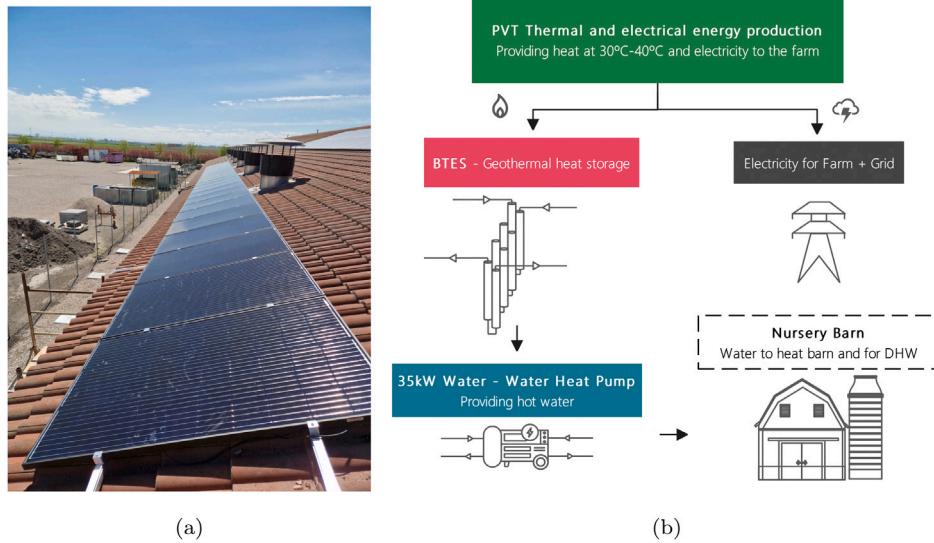 PVT Thermal and electrical energy production
Providing heat at 30ºC-40ºC and electricity to the farm
BTES - Geothermal heat storage
Electricity for Farm + Grid
Nursery Barn
Water to heat barn and for DHW
35kW Water - Water Heat Pump
Providing hot water
(a)
(b)